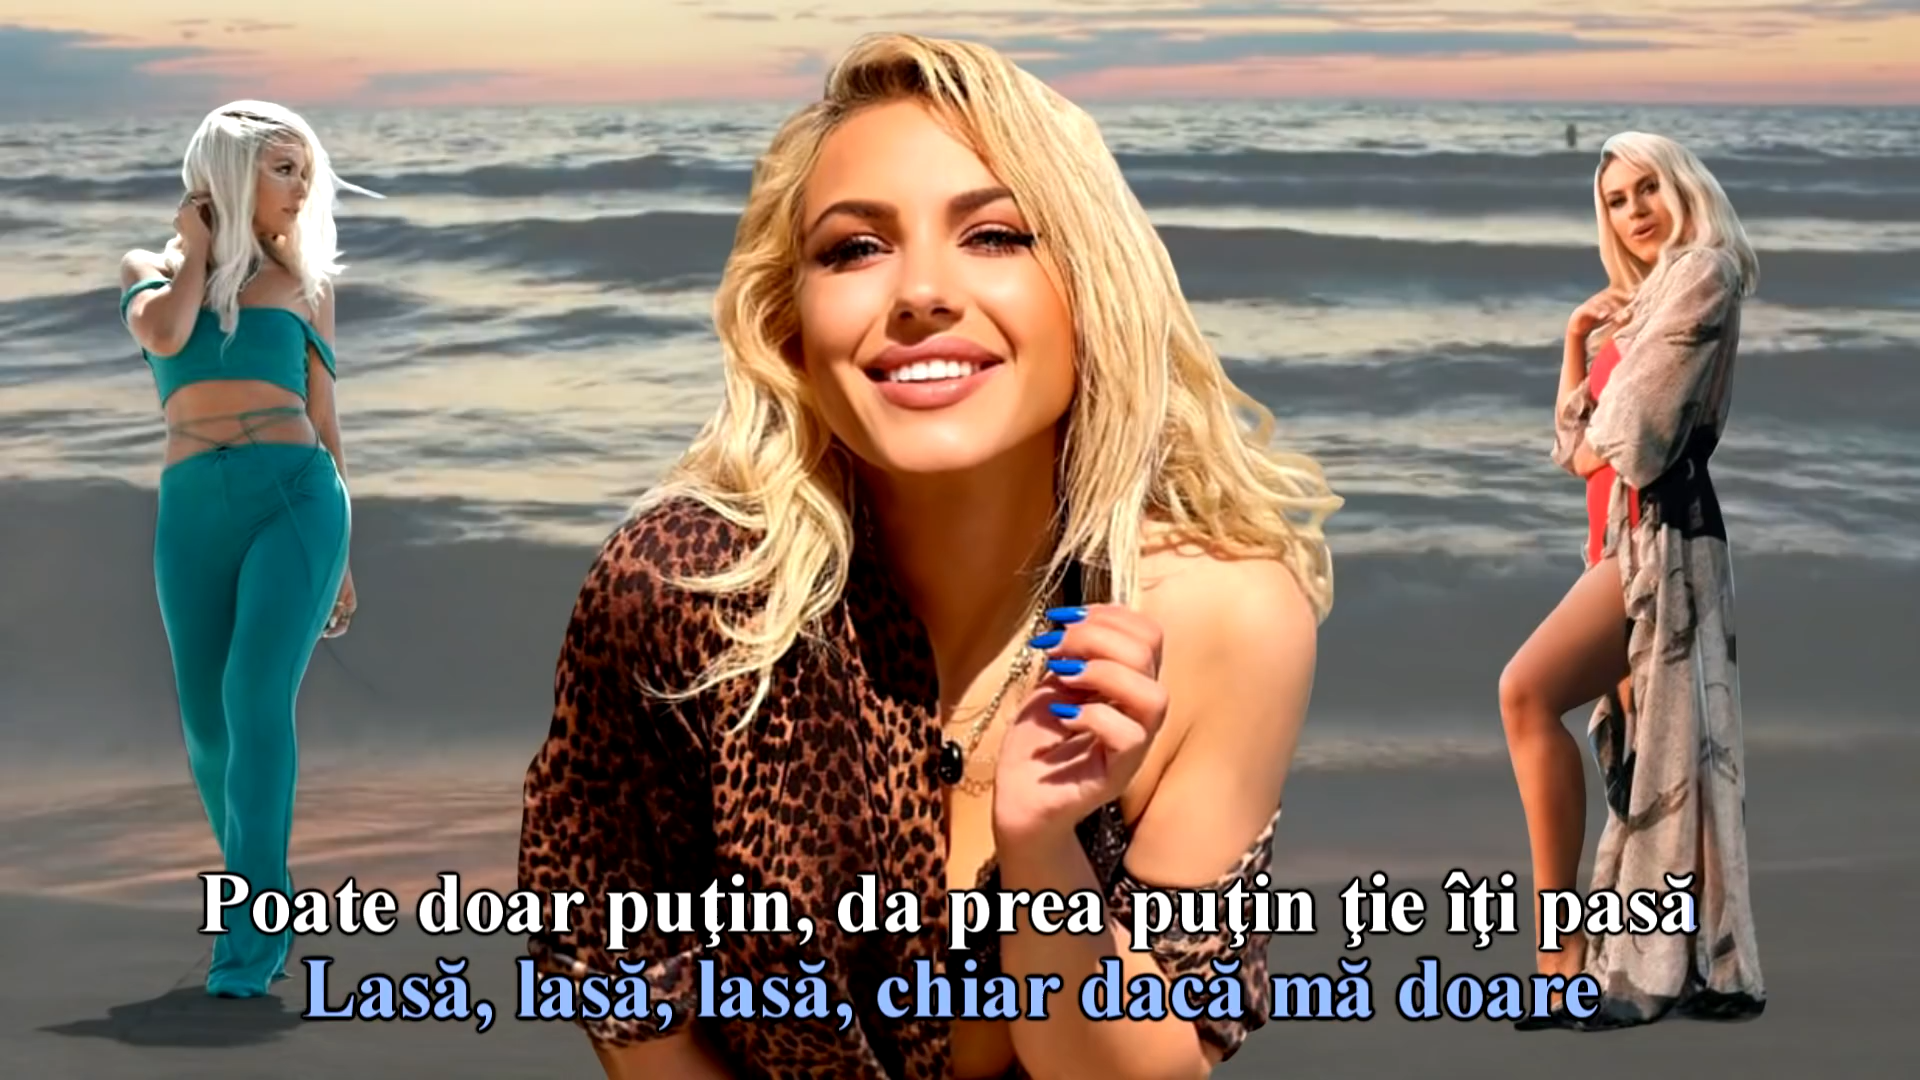 Poate doar puţin, da prea puţin ţie îţi pasă
Lasă, lasă, lasă, chiar dacă mă doare